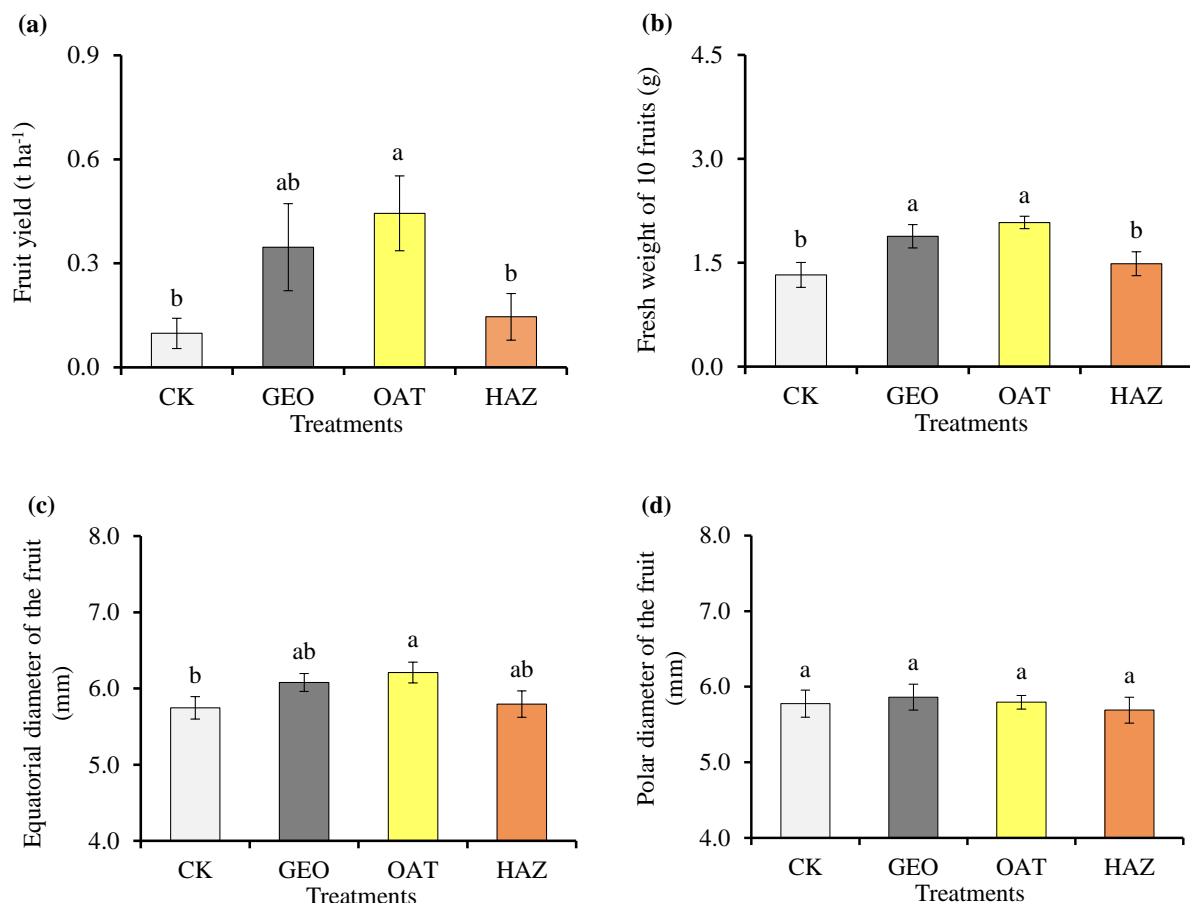 (a)
Fruit yield (t ha-1)
0.9
0.6
0.3
0.0
b
ab
a
b
CK GEO OAT HAZ
Treatments
(b)
Fresh weight of 10 fruits (g)
4.5
3.0
1.5
0.0
b
a
a
b
CK GEO OAT HAZ
Treatments
(c)
Equatorial diameter of the fruit
(mm)
8.0
7.0
6.0
5.0
4.0
b
ab
a
ab
CK GEO OAT HAZ
Treatments
(d)
Polar diameter of the fruit
(mm)
8.0
7.0
6.0
5.0
4.0
a
a
a
a
CK GEO OAT HAZ
Treatments